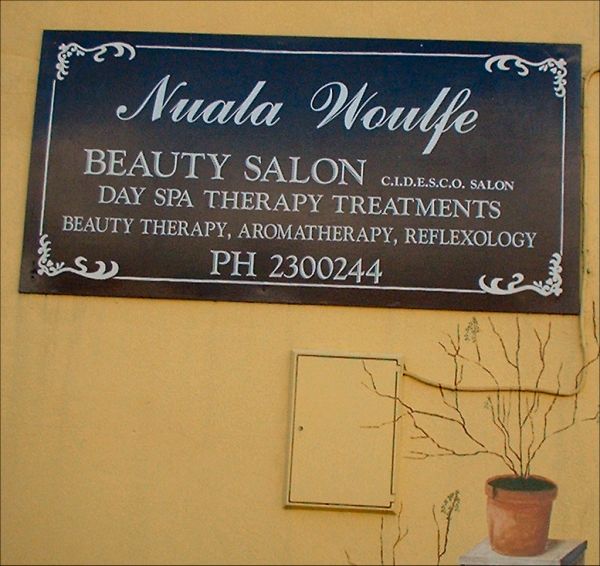 Nuala Woulfe
BEAUTY SALON C.I.D.E.S.C.O. SALON
DAY SPA THERAPY TREATMENTS
BEAUTY THERAPY, AROMATHERAPY, REFLEXOLOGY
PH 2300244